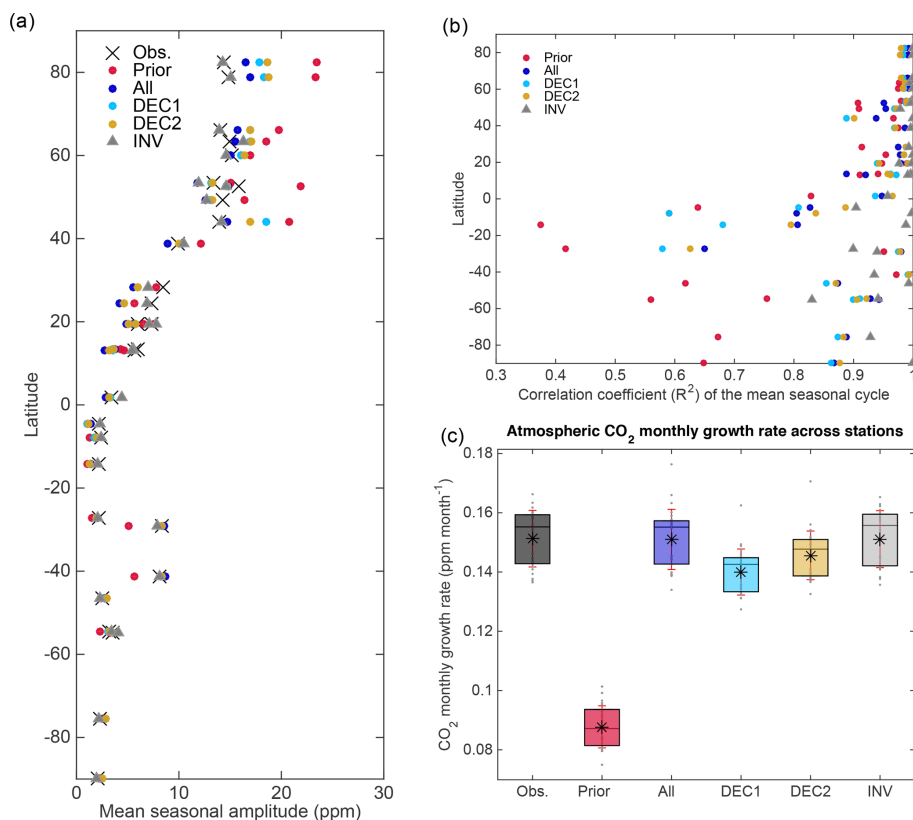 (a)
Obs.
Prior
All
DEC1
DEC2
INV
80
60
40
20
0
-20
-40
-60
-80
Latitude
0 10 20 30
Mean seasonal amplitude (ppm)
(b)
Prior
All
DEC1
DEC2
INV
80
60
40
20
0
-20
-40
-60
-80
Latitude
0.3 0.4 0.5 0.6 0.7 0.8 0.9 1
Correlation coefficient (R²) of the mean seasonal cycle
(c)
Atmospheric CO₂ monthly growth rate across stations
0.18
0.16
0.14
0.12
0.1
0.08
CO₂ monthly growth rate (ppm month⁻¹)
Obs. Prior All DEC1 DEC2 INV